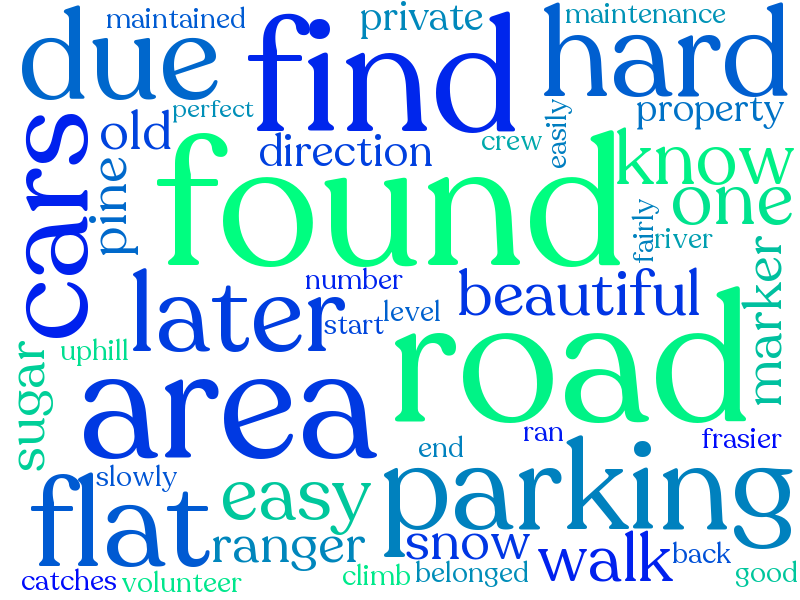 maintained
private
maintenance
due
find
hard
perfect
property
cars
old
direction
crew
easily
pine
found
know
one
fairly
river
number
later
beautiful
marker
start
level
uphill
sugar
area
road
ran
frasier
end
slowly
flat
easy
parking
ranger
snow
walk
back
catches
volunteer
climb
belonged
good